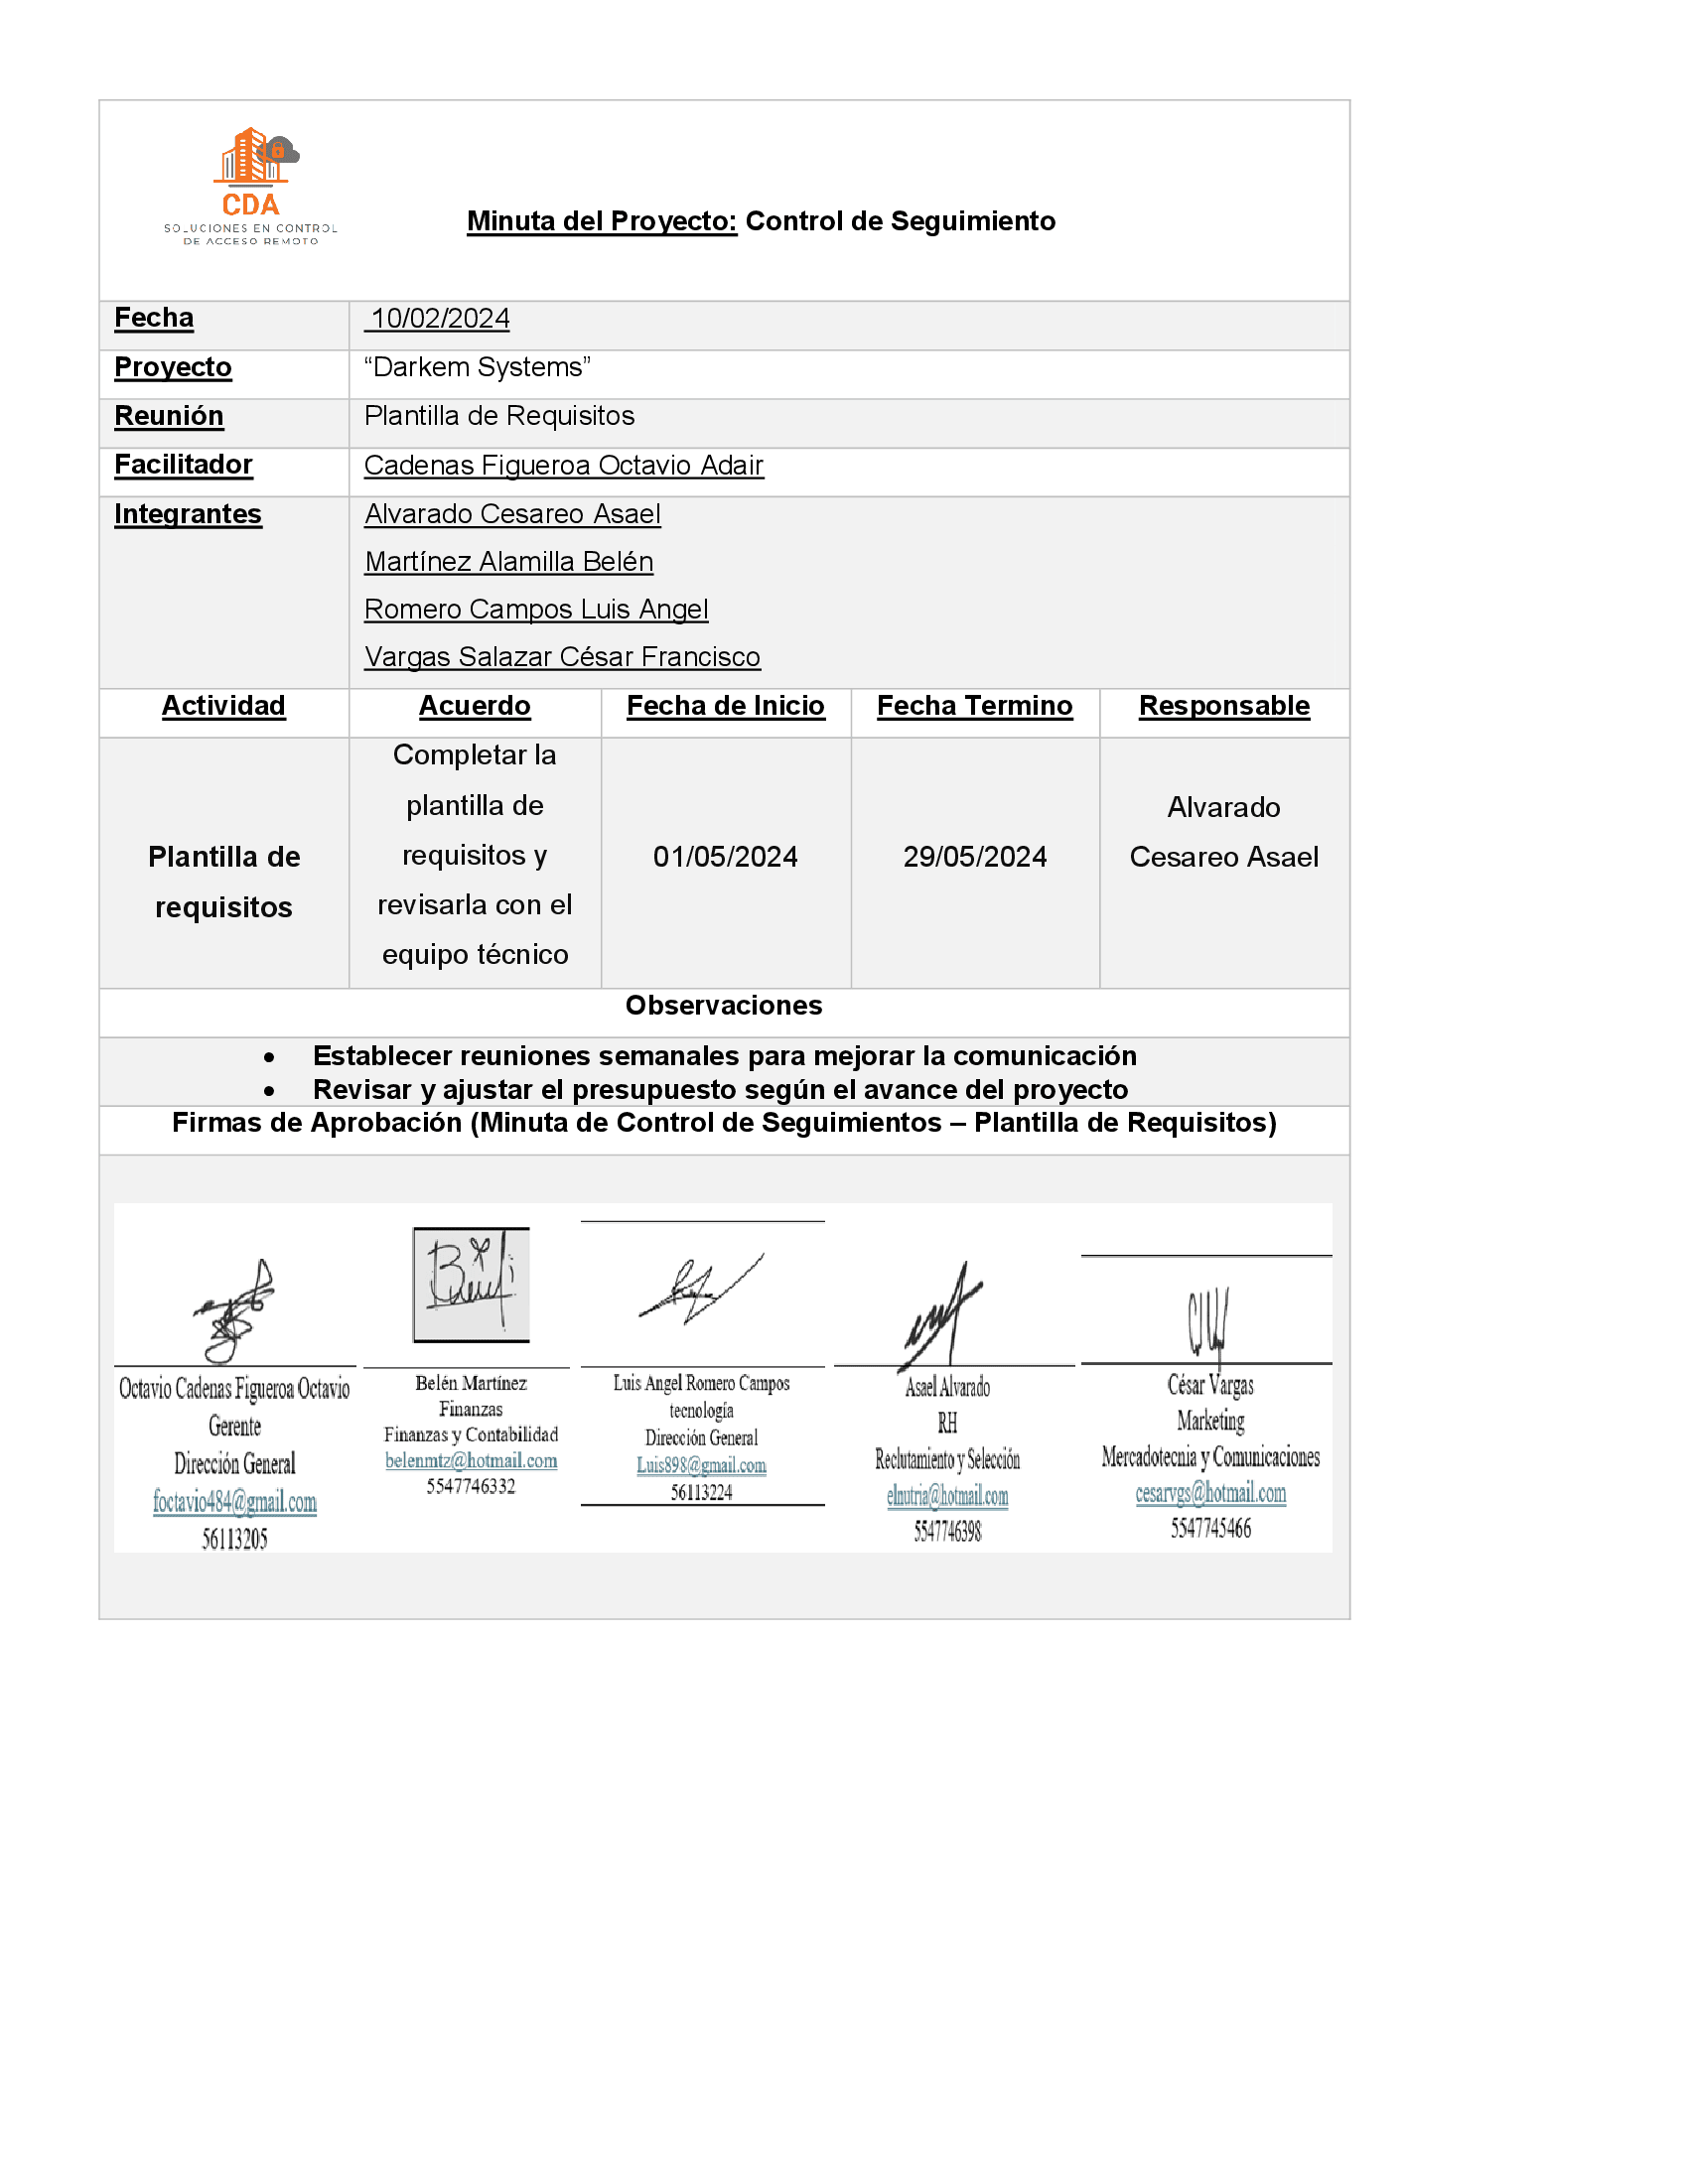 CDA
SOLUCIONES EN CONTROL
DE ACCESO REMOTO
Minuta del Proyecto: Control de Seguimiento
Fecha 10/02/2024
Proyecto “Darkem Systems”
Reunión Plantilla de Requisitos
Facilitador Cadenas Figueroa Octavio Adair
Integrantes Alvarado Cesareo Asael
Martínez Alamilla Belén
Romero Campos Luis Angel
Vargas Salazar César Francisco
Actividad Acuerdo Fecha de Inicio Fecha Termino Responsable
Plantilla de
requisitos
Completar la
plantilla de
requisitos y
revisarla con el
equipo técnico
01/05/2024
29/05/2024
Alvarado
Cesareo Asael
Observaciones
• Establecer reuniones semanales para mejorar la comunicación
• Revisar y ajustar el presupuesto según el avance del proyecto
Firmas de Aprobación (Minuta de Control de Seguimientos – Plantilla de Requisitos)
Octavio Cadenas Figueroa Octavio
Gerente
Dirección General
foctavio484@gmail.com
56113205
Belén Martínez
Finanzas
Finanzas y Contabilidad
belenmtz@hotmail.com
5547746332
Luis Angel Romero Campos
tecnología
Dirección General
Luis898@gmail.com
56113224
Asael Alvarado
RH
Reclutamiento y Selección
elnutria@hotmail.com
5547746398
César Vargas
Marketing
Mercadotecnia y Comunicaciones
cesarvgs@hotmail.com
5547745466